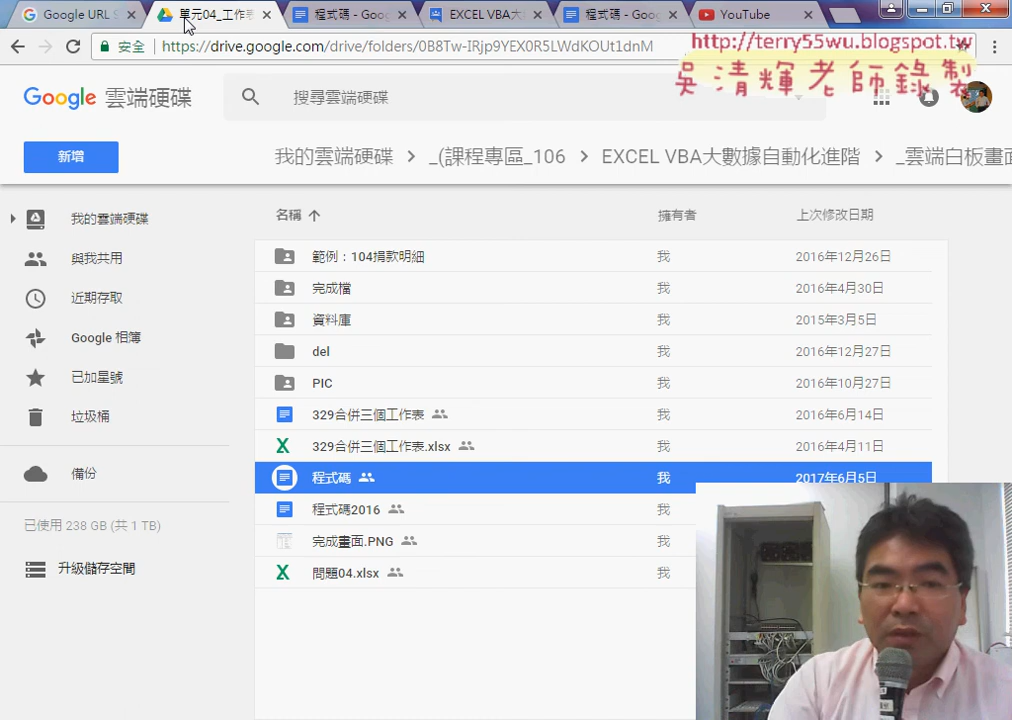 Google URL S
單元04_工作表
程式碼 - Goog
EXCEL VBA大
程式碼 - Goog
YouTube
安全
https://drive.google.com/drive/folders/0B8Tw-IRjp9YEX0R5LWdKOUt1dnM
http://terry55wu.blogspot.tw
吳清輝老師錄製
Google 雲端硬碟
搜尋雲端硬碟
新增
我的雲端硬碟 > _(課程專區_106 > EXCEL VBA大數據自動化進階 > _雲端白板畫面
我的雲端硬碟
與我共用
近期存取
Google 相簿
已加星號
垃圾桶
備份
已使用 238 GB (共 1 TB)
升級儲存空間
名稱 擁有者 上次修改日期
範例：104捐款明細 我 2016年12月26日
完成檔 我 2016年4月30日
資料庫 我 2015年3月5日
del 我 2016年12月27日
PIC 我 2016年10月27日
329合併三個工作表 我 2016年6月14日
329合併三個工作表.xlsx 我 2016年4月11日
程式碼 我 2017年6月5日
程式碼2016 我
完成畫面.PNG 我
問題04.xlsx 我